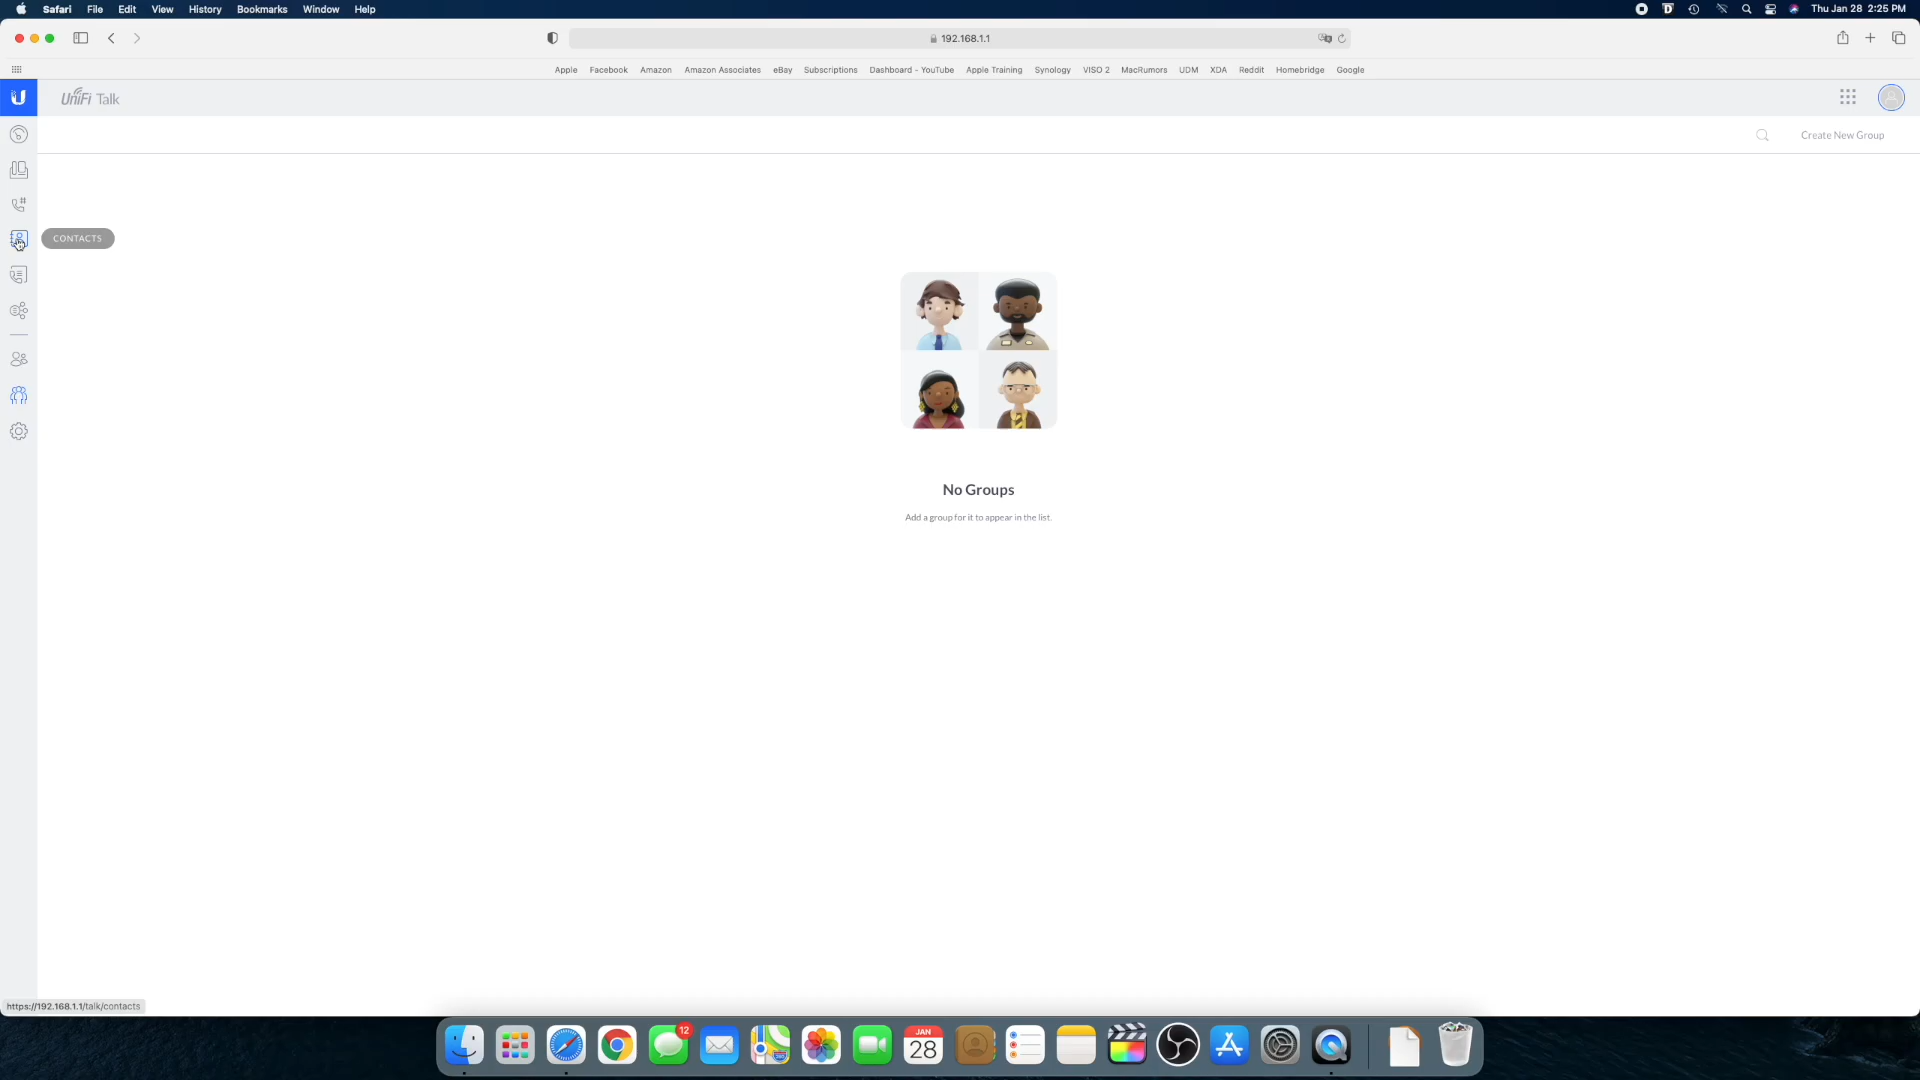 Safari File Edit View History Bookmarks Window Help
D
Thu Jan 28 2:25 PM
192.168.1.1
Apple Facebook Amazon Amazon Associates eBay Subscriptions Dashboard - YouTube Apple Training Synology VISO 2 MacRumors UDM XDA Reddit Homebridge Google
U UniFi Talk
Create New Group
CONTACTS
No Groups
Add a group for it to appear in the list.
https://192.168.1.1/talk/contacts
12
JAN
28